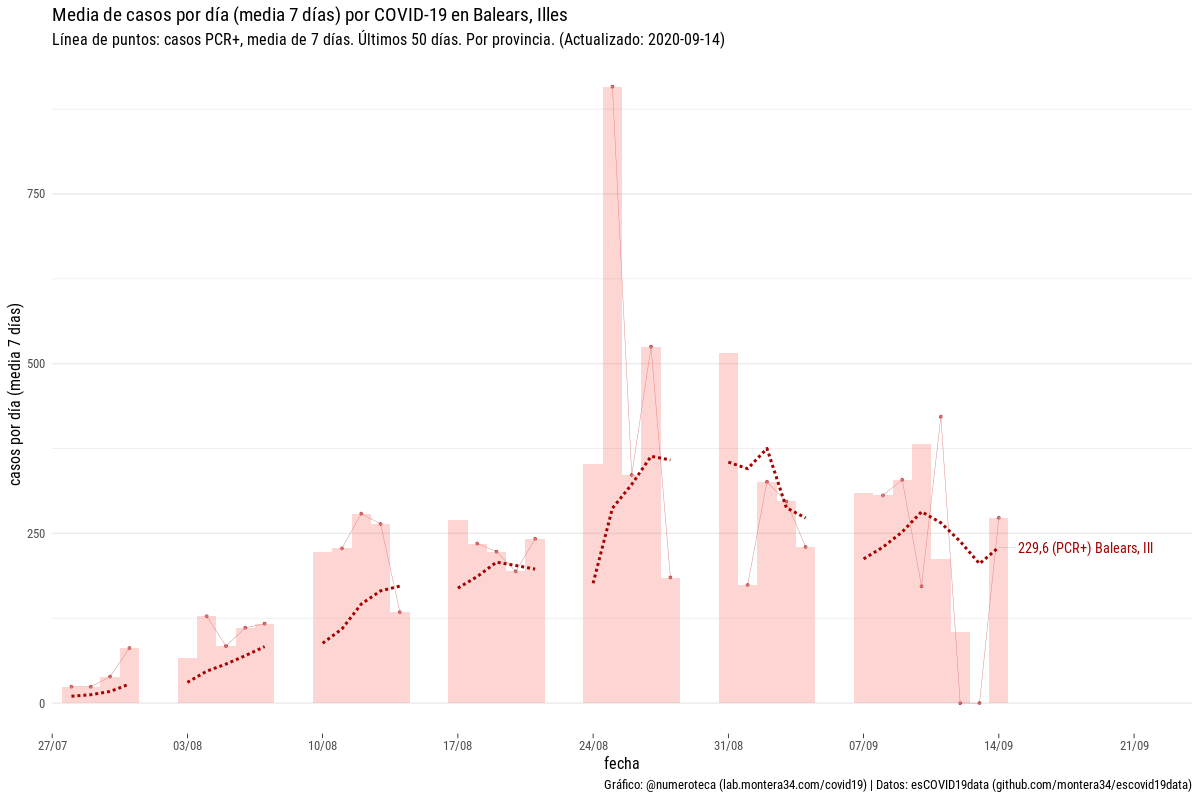 Media de casos por día (media 7 días) por COVID-19 en Balears, Illes
Línea de puntos: casos PCR+, media de 7 días. Últimos 50 días. Por provincia. (Actualizado: 2020-09-14)
casos por día (media 7 días)
750
500
250
0
229,6 (PCR+) Balears, Ill
27/07 03/08 10/08 17/08 24/08 31/08 07/09 14/09 21/09
fecha
Gráfico: @numeroteca (lab.montera34.com/covid19) | Datos: esCOVID19data (github.com/montera34/escovid19data)